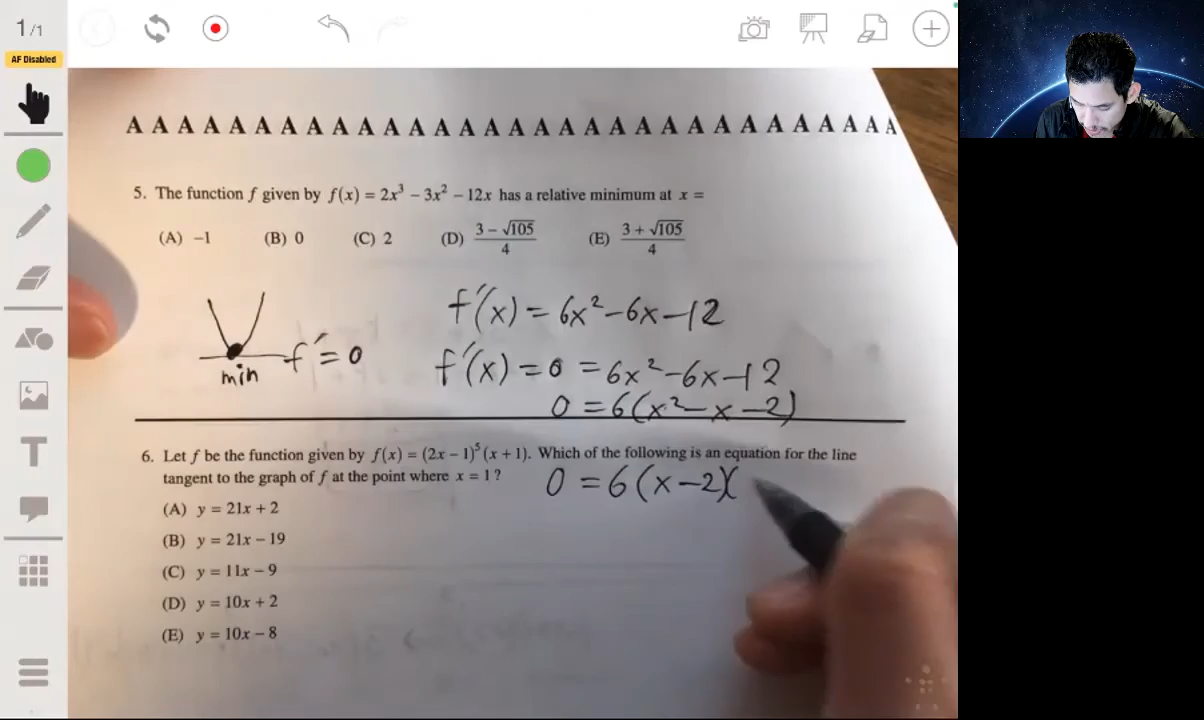 1/1
AF Disabled
A A A A A A A A A A A A A A A A A A A A A A A A A A A A A A
5. The function f given by f(x) = 2x³ − 3x² − 12x has a relative minimum at x =
(A) −1 (B) 0 (C) 2 (D) (3 − √105)/4 (E) (3 + √105)/4
f′(x) = 6x² − 6x − 12
min f′ = 0
f′(x) = 0 = 6x² − 6x − 12
0 = 6(x² − x − 2)
6. Let f be the function given by f(x) = (2x − 1)⁵(x + 1). Which of the following is an equation for the line
tangent to the graph of f at the point where x = 1?
0 = 6(x − 2)(
(A) y = 21x + 2
(B) y = 21x − 19
(C) y = 11x − 9
(D) y = 10x + 2
(E) y = 10x − 8
T